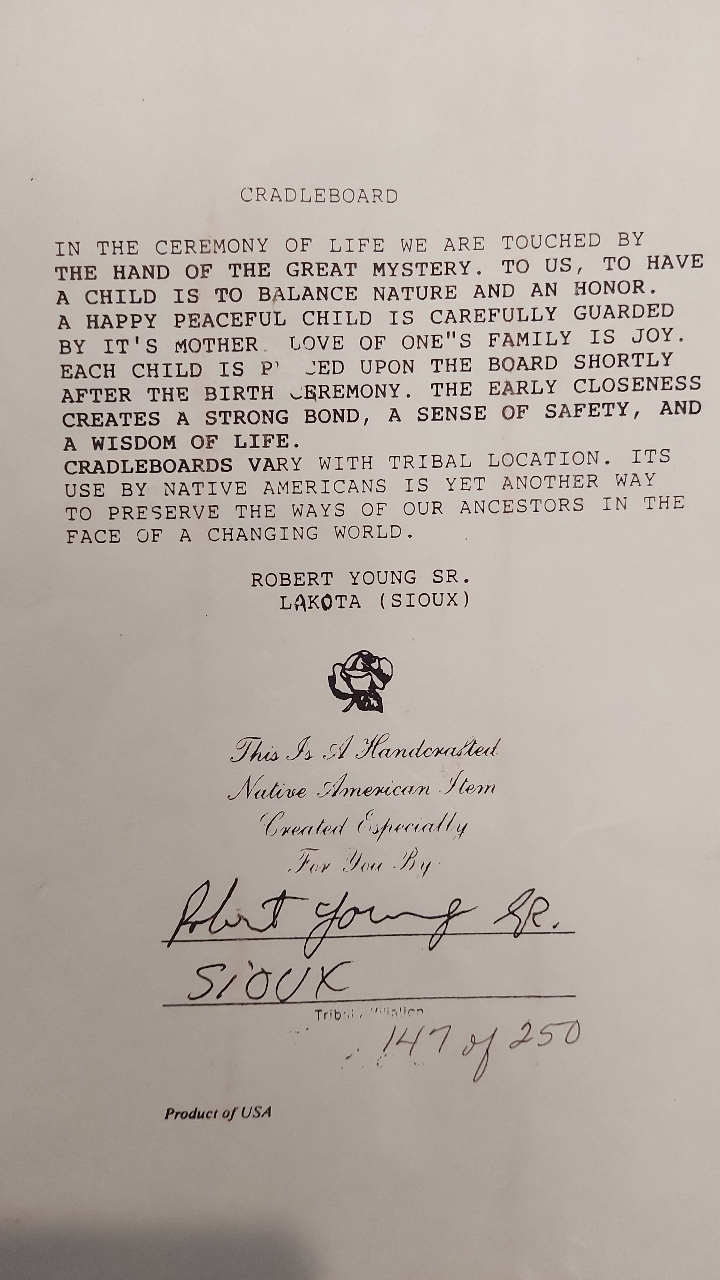 CRADLEBOARD
IN THE CEREMONY OF LIFE WE ARE TOUCHED BY
THE HAND OF THE GREAT MYSTERY. TO US, TO HAVE
A CHILD IS TO BALANCE NATURE AND AN HONOR.
A HAPPY PEACEFUL CHILD IS CAREFULLY GUARDED
BY IT'S MOTHER. LOVE OF ONE"S FAMILY IS JOY.
EACH CHILD IS UPON THE BOARD SHORTLY
AFTER THE BIRTH CEREMONY. THE EARLY CLOSENESS
CREATES A STRONG BOND, A SENSE OF SAFETY, AND
A WISDOM OF LIFE.
CRADLEBOARDS VARY WITH TRIBAL LOCATION. ITS
USE BY NATIVE AMERICANS IS YET ANOTHER WAY
TO PRESERVE THE WAYS OF OUR ANCESTORS IN THE
FACE OF A CHANGING WORLD.
ROBERT YOUNG SR.
LAKOTA (SIOUX)
This Is A Handcrafted
Native American Item
Created Especially
For You By
Robert Young SR.
SIOUX
Tribal Affiliation
147 of 250
Product of USA